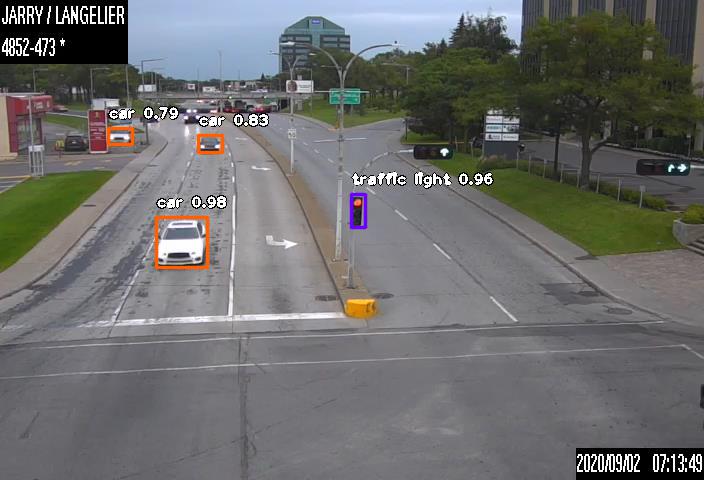 JARRY / LANGELIER
4852-473 *
car 0.79
car 0.83
traffic light 0.96
car 0.98
2020/09/02 07:13:49